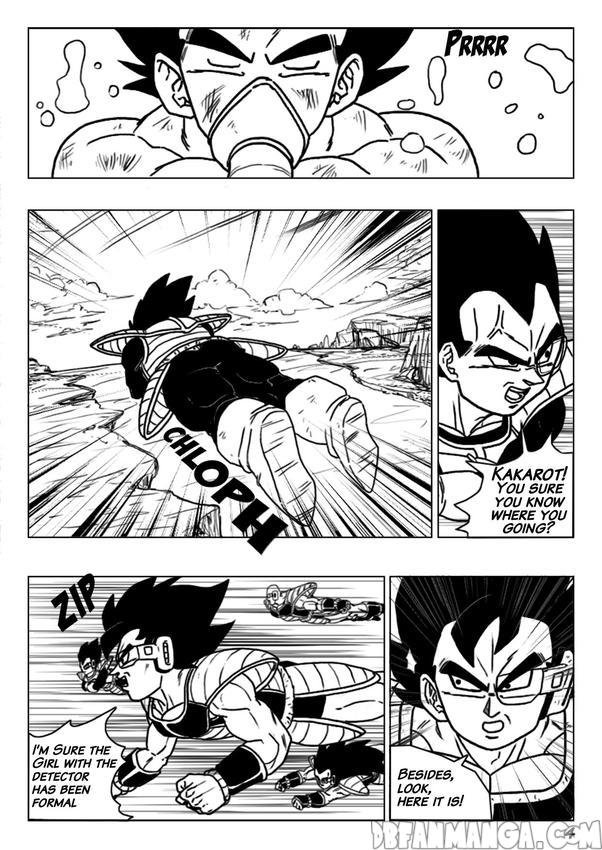 PRRRR
CHLOPH
KAKAROT!
YOU SURE
YOU KNOW
WHERE YOU
GOING?
ZIP
I'M SURE THE
GIRL WITH THE
DETECTOR
HAS BEEN
FORMAL
BESIDES,
LOOK,
HERE IT IS!
4
DBFANMANGA.COM